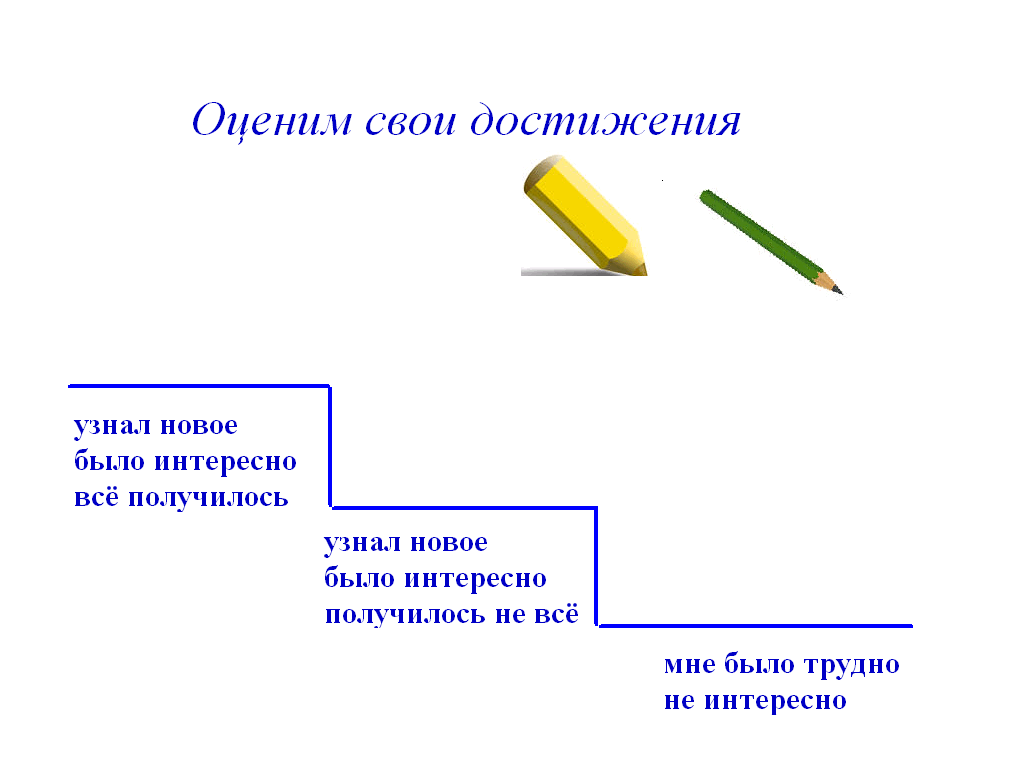 Оценим свои достижения
узнал новое
было интересно
всё получилось
узнал новое
было интересно
получилось не всё
мне было трудно
не интересно